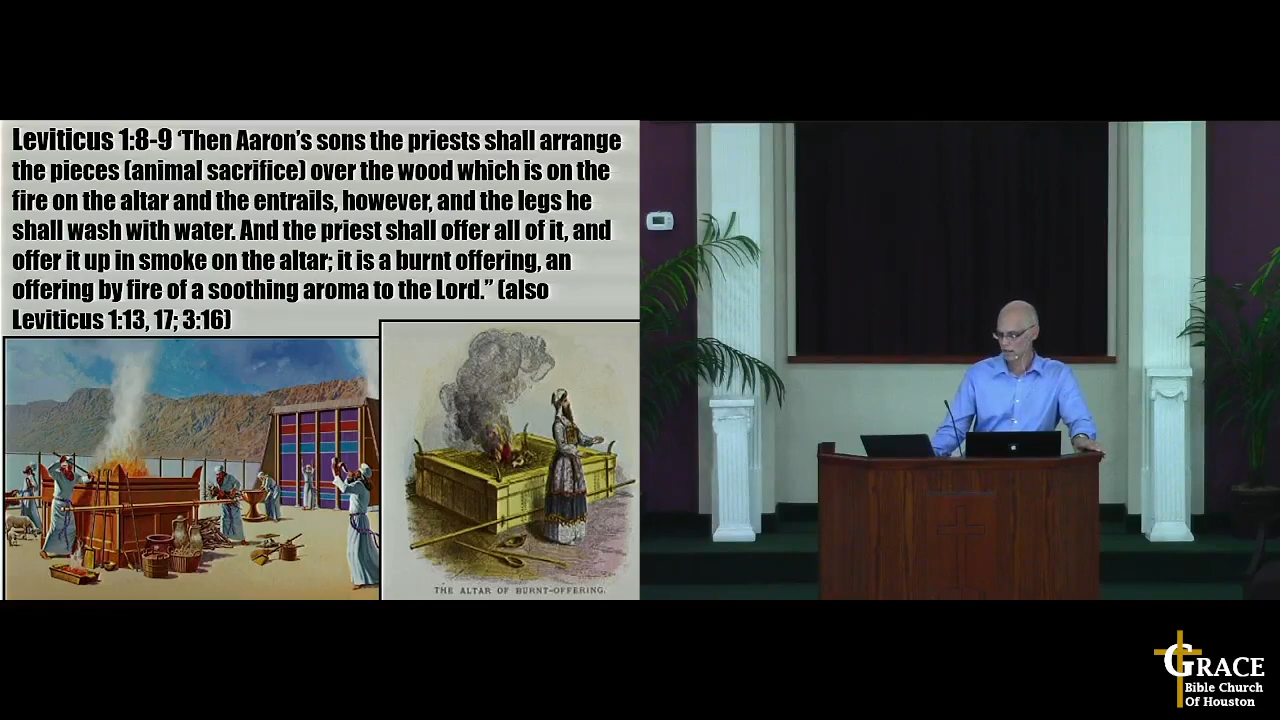 Leviticus 1:8-9 ‘Then Aaron’s sons the priests shall arrange
the pieces (animal sacrifice) over the wood which is on the
fire on the altar and the entrails, however, and the legs he
shall wash with water. And the priest shall offer all of it, and
offer it up in smoke on the altar; it is a burnt offering, an
offering by fire of a soothing aroma to the Lord.” (also
Leviticus 1:13, 17; 3:16)
THE ALTAR OF BURNT-OFFERING.
GRACE
Bible Church
Of Houston